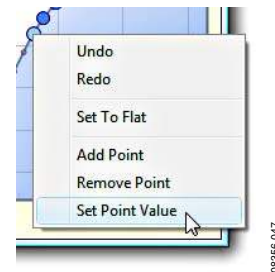 Undo
Redo
Set To Flat
Add Point
Remove Point
Set Point Value